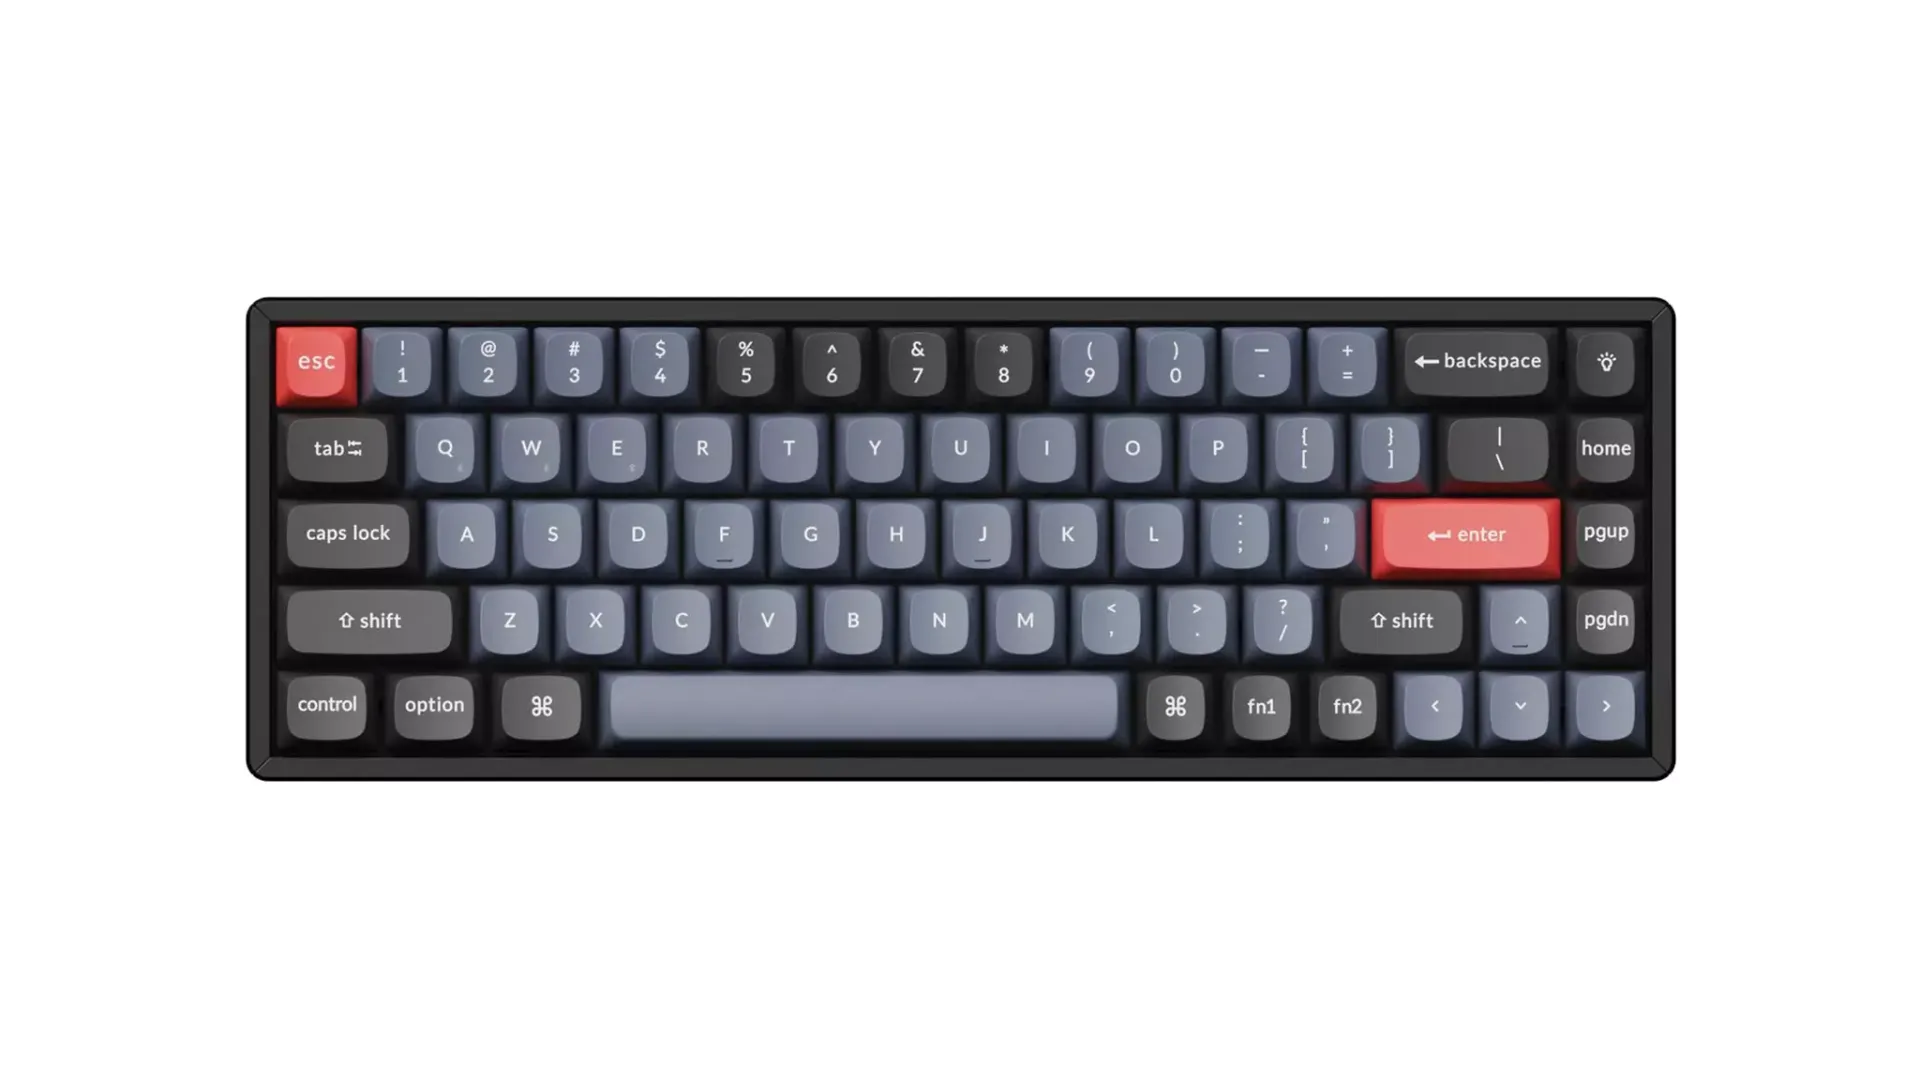 esc ! 1 @ 2 # 3 $ 4 % 5 ^ 6 & 7 * 8 ( 9 ) 0 — - + = ← backspace
tab Q W E R T Y U I O P { [ } ] | \ home
caps lock A S D F G H J K L : ; " , ↵ enter pgup
⇧ shift Z X C V B N M < , > . ? / ⇧ shift ^ pgdn
control option ⌘ ⌘ fn1 fn2 < ⌄ >